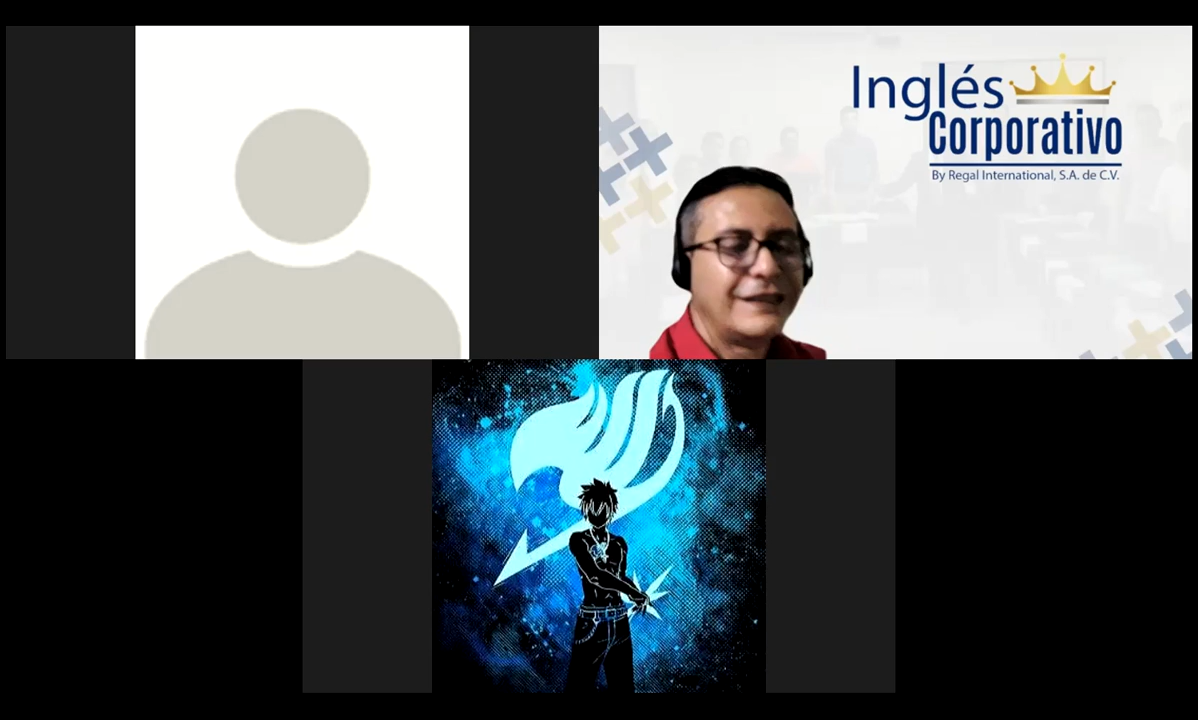 Inglés
Corporativo
By Regal International, S.A. de C.V.